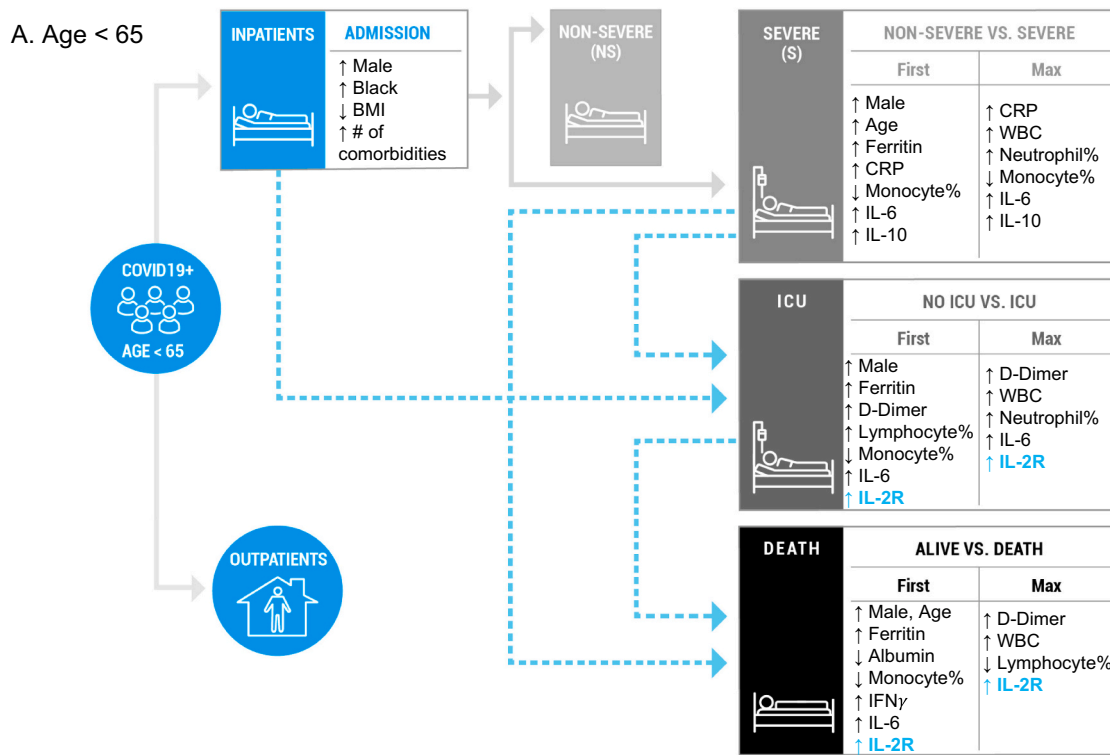 A. Age < 65
INPATIENTS
ADMISSION
↑ Male
↑ Black
↓ BMI
↑ # of
comorbidities
NON-SEVERE
(NS)
SEVERE
(S)
NON-SEVERE VS. SEVERE
First
↑ Male
↑ Age
↑ Ferritin
↑ CRP
↓ Monocyte%
↑ IL-6
↑ IL-10
Max
↑ CRP
↑ WBC
↑ Neutrophil%
↓ Monocyte%
↑ IL-6
↑ IL-10
COVID19+
AGE < 65
ICU
NO ICU VS. ICU
First
↑ Male
↑ Ferritin
↑ D-Dimer
↑ Lymphocyte%
↓ Monocyte%
↑ IL-6
↑ IL-2R
Max
↑ D-Dimer
↑ WBC
↑ Neutrophil%
↑ IL-6
↑ IL-2R
OUTPATIENTS
DEATH
ALIVE VS. DEATH
First
↑ Male, Age
↑ Ferritin
↓ Albumin
↓ Monocyte%
↑ IFNγ
↑ IL-6
↑ IL-2R
Max
↑ D-Dimer
↑ WBC
↓ Lymphocyte%
↑ IL-2R